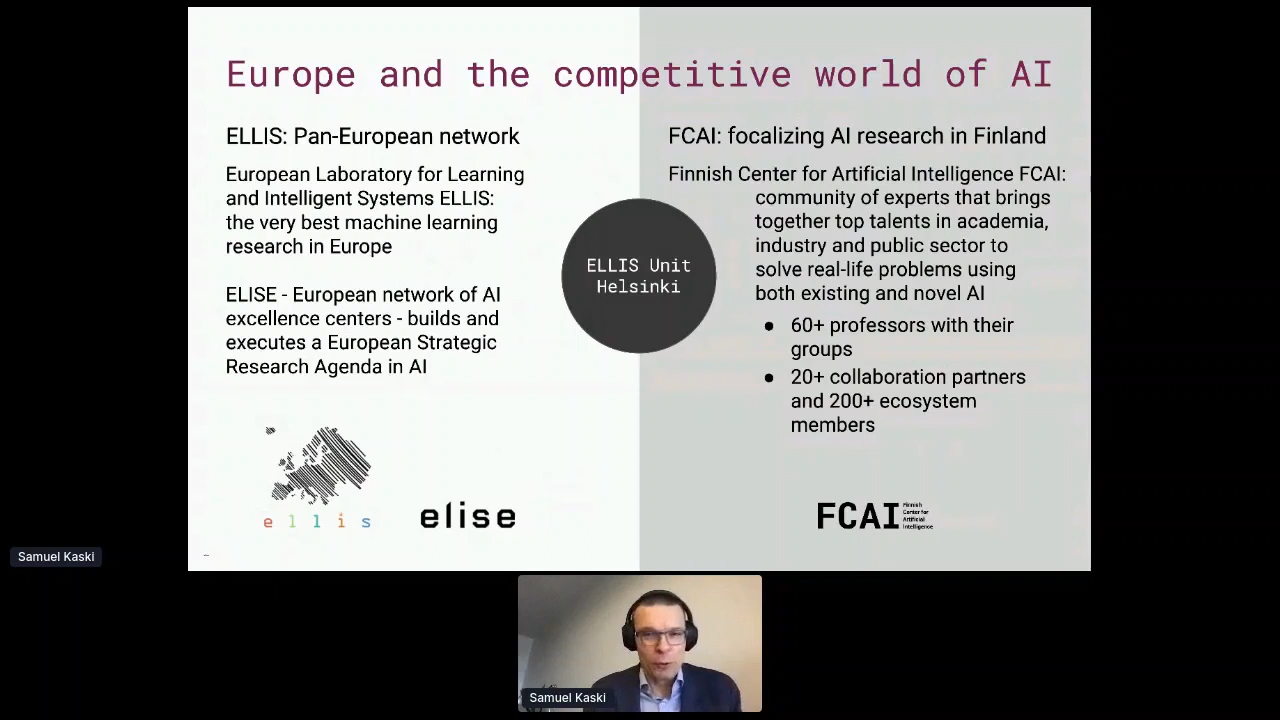 Europe and the competitive world of AI
ELLIS: Pan-European network
European Laboratory for Learning
and Intelligent Systems ELLIS:
the very best machine learning
research in Europe
ELISE - European network of AI
excellence centers - builds and
executes a European Strategic
Research Agenda in AI
ellis
elise
ELLIS Unit
Helsinki
FCAI: focalizing AI research in Finland
Finnish Center for Artificial Intelligence FCAI:
community of experts that brings
together top talents in academia,
industry and public sector to
solve real-life problems using
both existing and novel AI
● 60+ professors with their
groups
● 20+ collaboration partners
and 200+ ecosystem
members
FCAI
Finnish
Center for
Artificial
Intelligence
Samuel Kaski
Samuel Kaski